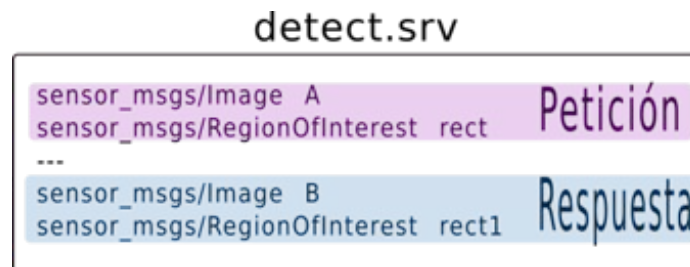 detect.srv
sensor_msgs/Image A
sensor_msgs/RegionOfInterest rect
Petición
---
sensor_msgs/Image B
sensor_msgs/RegionOfInterest rect1
Respuesta